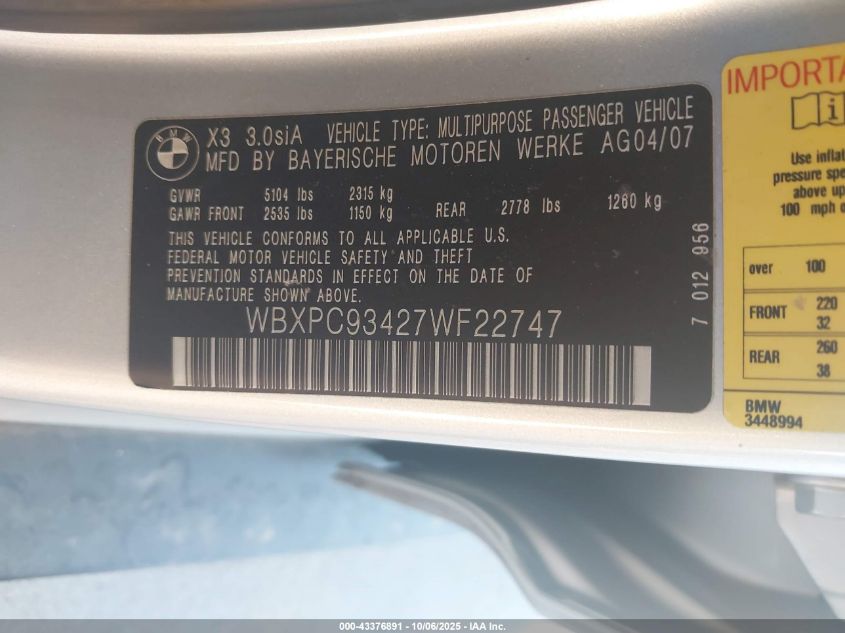 BMW
X3 3.0siA VEHICLE TYPE: MULTIPURPOSE PASSENGER VEHICLE
MFD BY BAYERISCHE MOTOREN WERKE AG04/07
GVWR 5104 lbs 2315 kg
GAWR FRONT 2535 lbs 1150 kg REAR 2778 lbs 1260 kg
THIS VEHICLE CONFORMS TO ALL APPLICABLE U.S.
FEDERAL MOTOR VEHICLE SAFETY AND THEFT
PREVENTION STANDARDS IN EFFECT ON THE DATE OF
MANUFACTURE SHOWN ABOVE.
WBXPC93427WF22747
7 012 956
IMPORTA
i
Use inflat
pressure spe
above up
100 mph o
over 100
FRONT 220
32
REAR 260
38
BMW
3448994
000-43376891 - 10/06/2025 - IAA Inc.